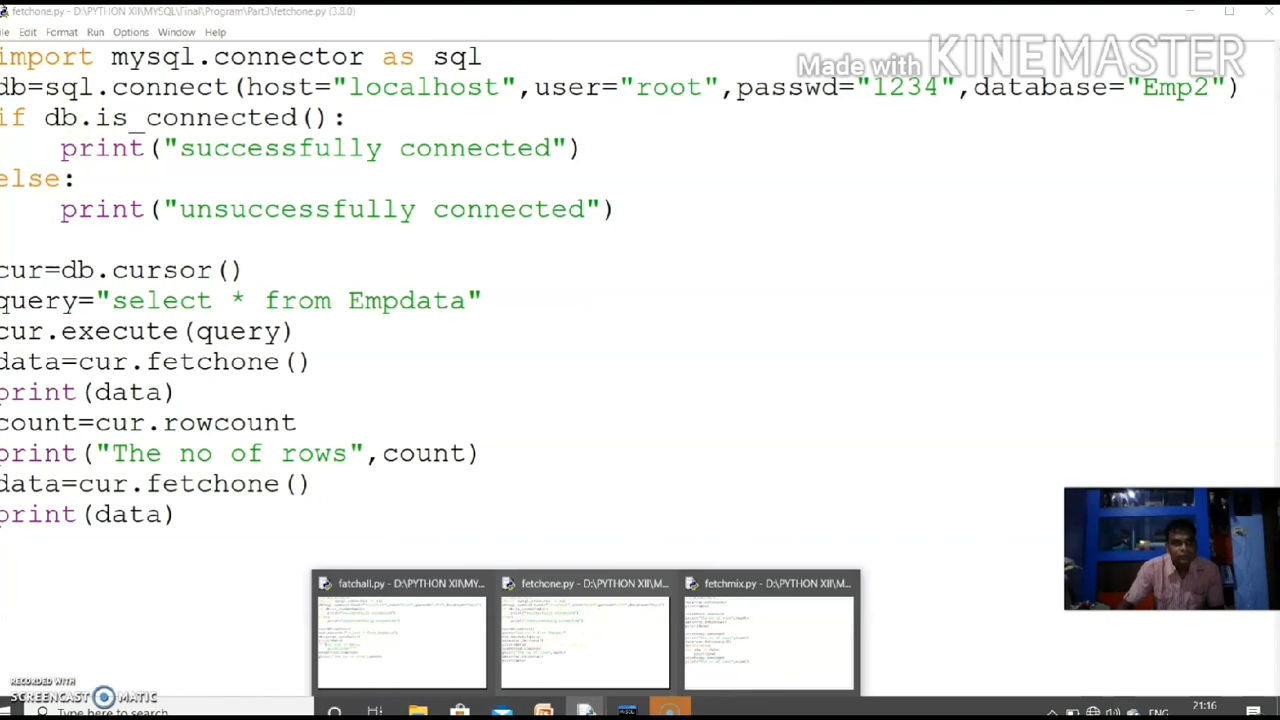 fetchone.py - D:\PYTHON XII\MYSQL\Final\Program\Part3\fetchone.py (3.8.0)
Edit Format Run Options Window Help
Made with KINEMASTER
import mysql.connector as sql
db=sql.connect(host="localhost",user="root",passwd="1234",database="Emp2")
if db.is_connected():
print("successfully connected")
else:
print("unsuccessfully connected")
cur=db.cursor()
query="select * from Empdata"
cur.execute(query)
data=cur.fetchone()
print(data)
count=cur.rowcount
print("The no of rows",count)
data=cur.fetchone()
print(data)
fatchall.py - D:\PYTHON XII\MY...
fetchone.py - D:\PYTHON XII\M...
fetchmix.py - D:\PYTHON XII\M...
RECORDED WITH
SCREENCAST MATIC
Type here to search
ENG
21:16